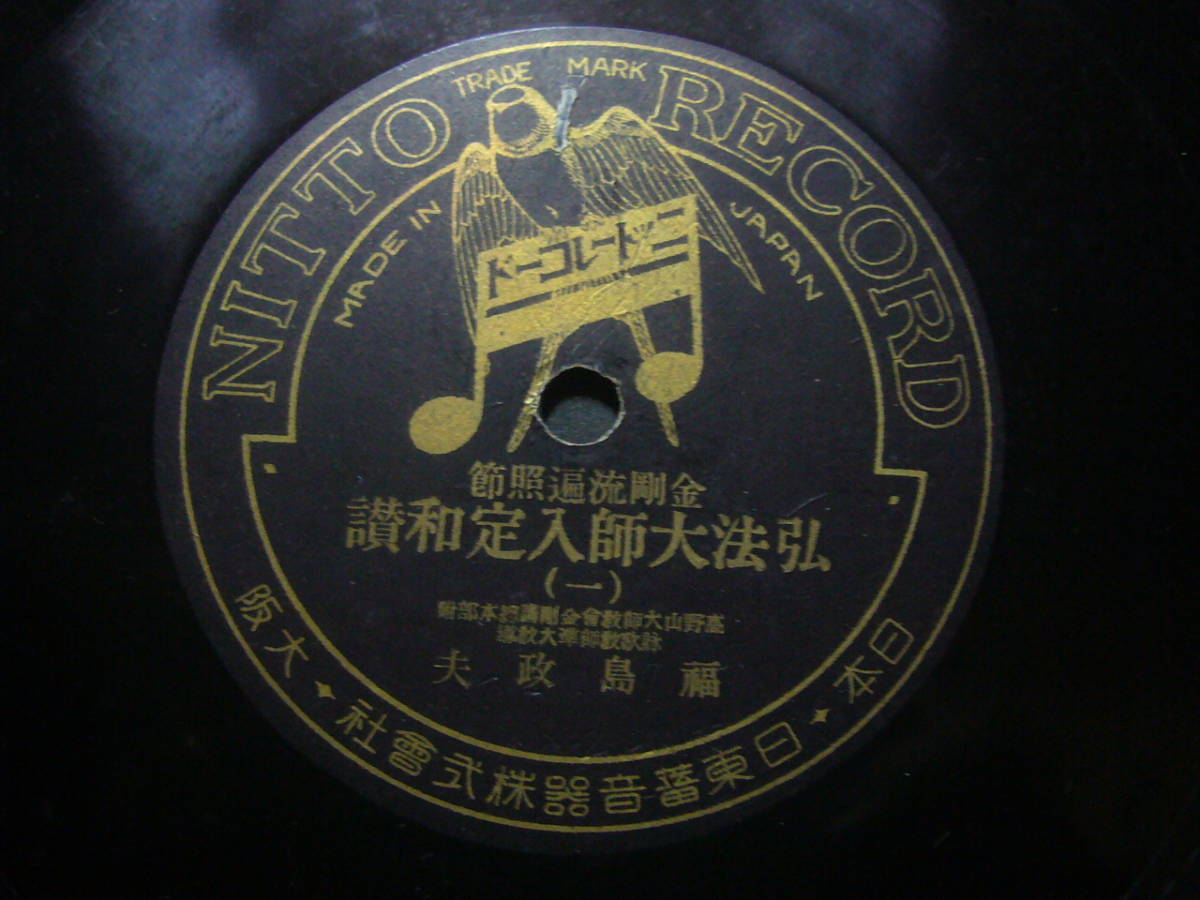 TRADE MARK
NITTO RECORD
MADE IN JAPAN
ニットーレコード
金剛流遍照節
弘法大師入定和讃
(一)
高野山大師教會金剛講總本部附
詠歌教師準大教導
福島政夫
日本✦日東蓄音器株式會社✦大阪